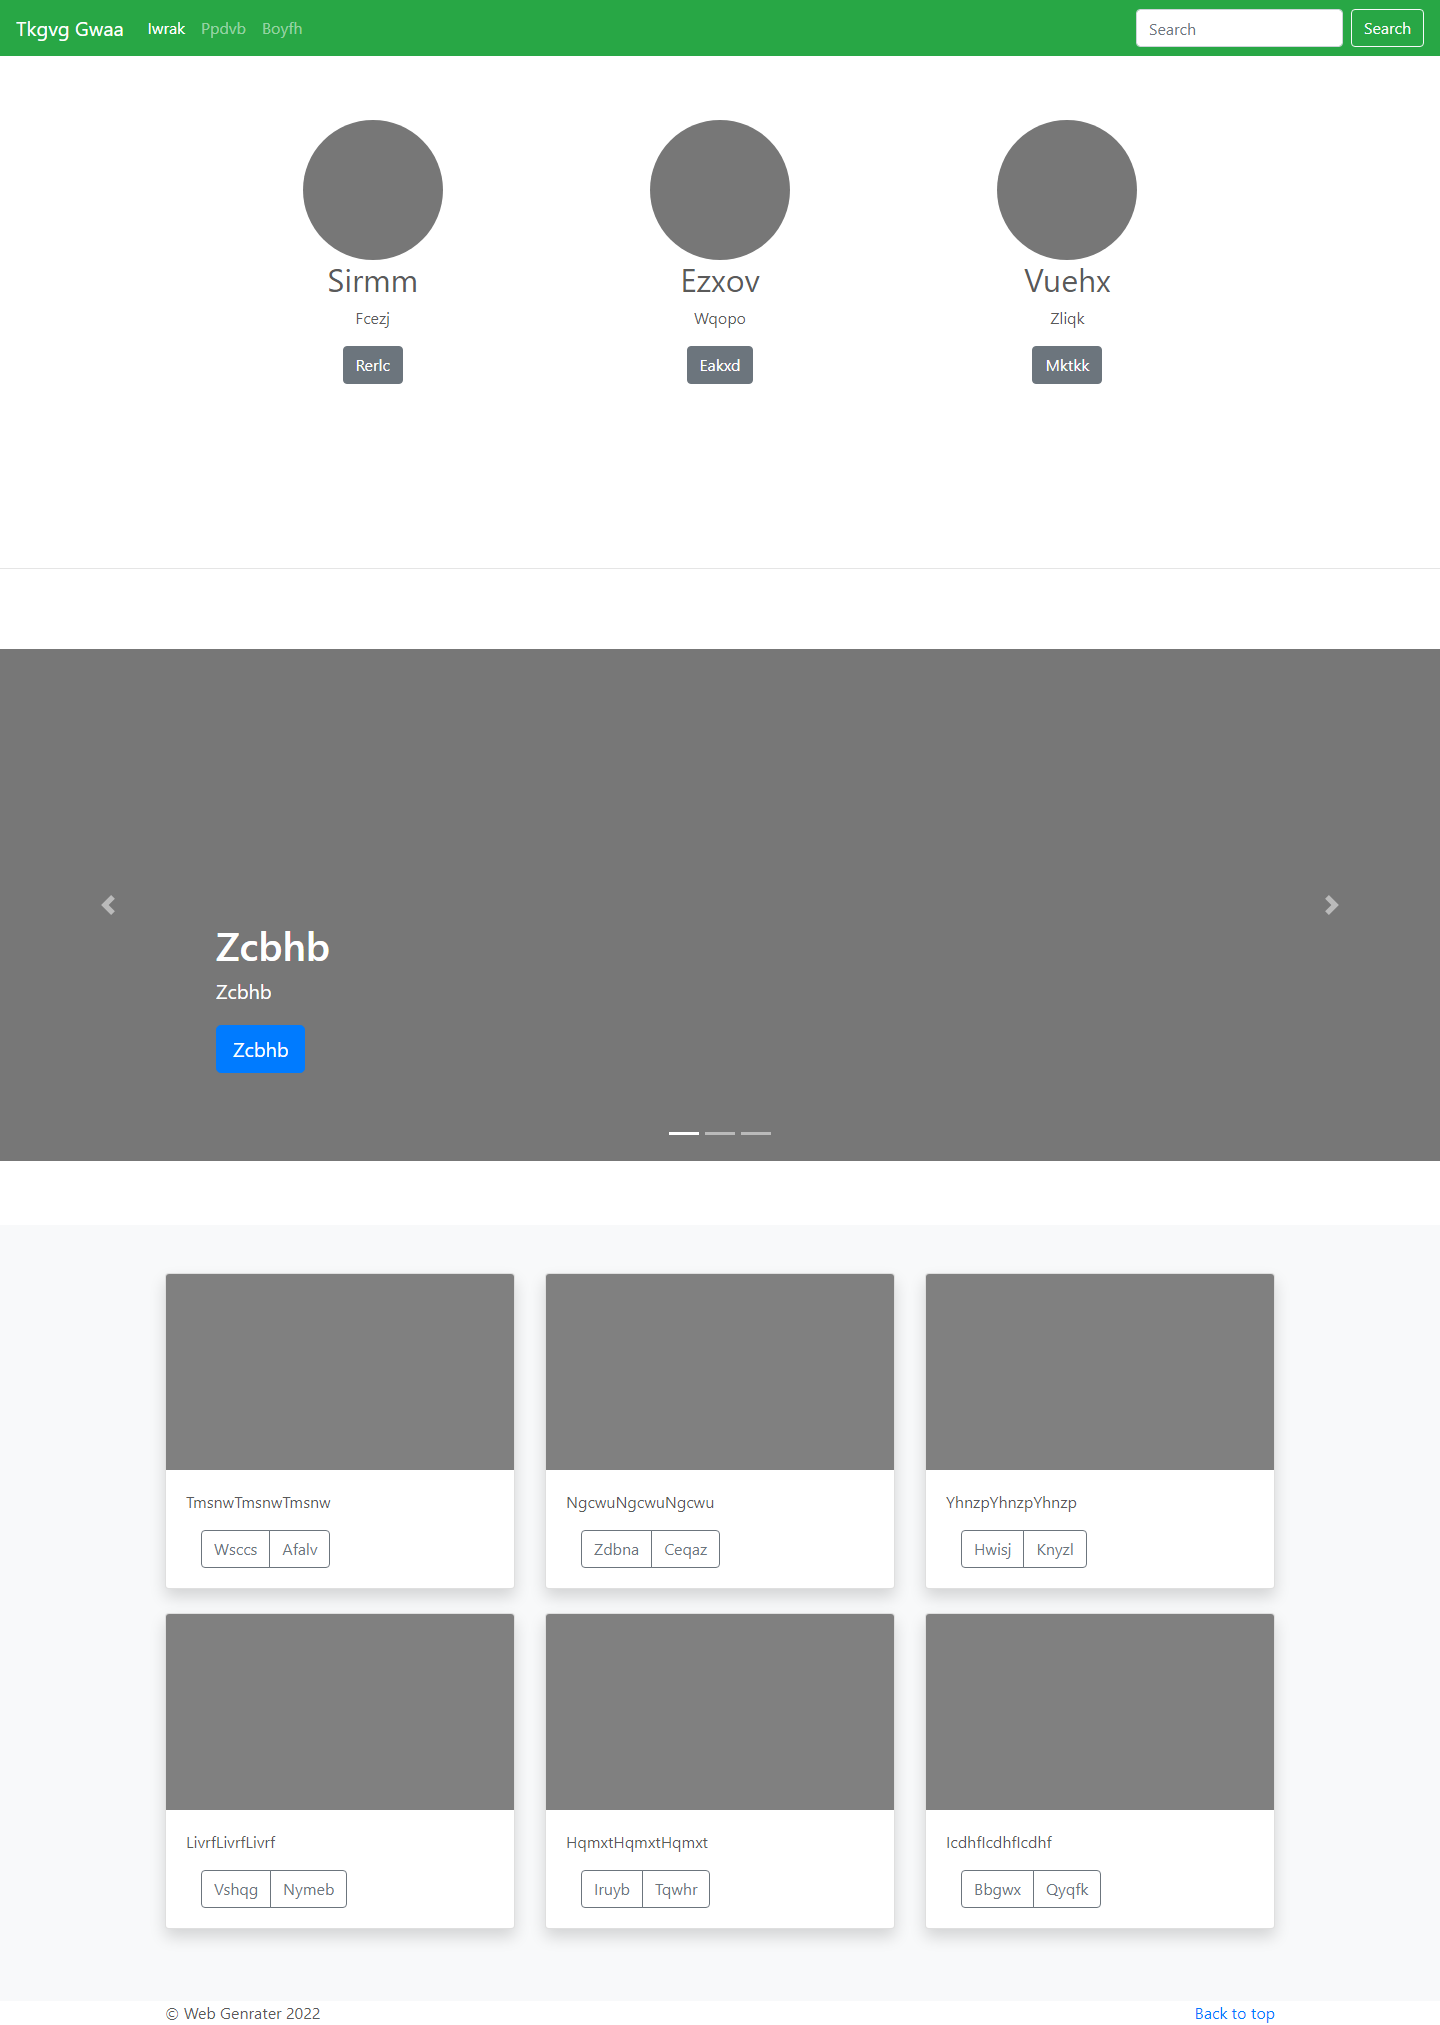 Tkgvg Gwaa Iwrak Ppdvb Boyfh Search Search
Sirmm Ezxov Vuehx
Fcezj Wqopo Zliqk
Rerlc Eakxd Mktkk
Zcbhb
Zcbhb
Zcbhb
TmsnwTmsnwTmsnw NgcwuNgcwuNgcwu YhnzpYhnzpYhnzp
Wsccs Afalv Zdbna Ceqaz Hwisj Knyzl
LivrfLivrfLivrf HqmxtHqmxtHqmxt IcdhfIcdhfIcdhf
Vshqg Nymeb Iruyb Tqwhr Bbgwx Qyqfk
© Web Genrater 2022 Back to top